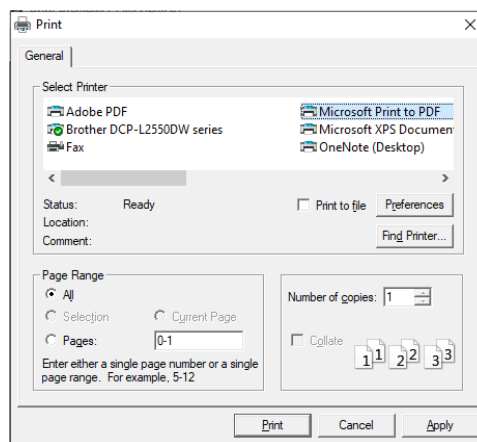 Print
General
Select Printer
Adobe PDF
Microsoft Print to PDF
Brother DCP-L2550DW series
Microsoft XPS Documen
Fax
OneNote (Desktop)
Status: Ready
Print to file
Preferences
Location:
Comment:
Find Printer...
Page Range
All
Selection
Current Page
Pages: 0-1
Enter either a single page number or a single
page range. For example, 5-12
Number of copies: 1
Collate
1 1 2 2 3 3
Print
Cancel
Apply